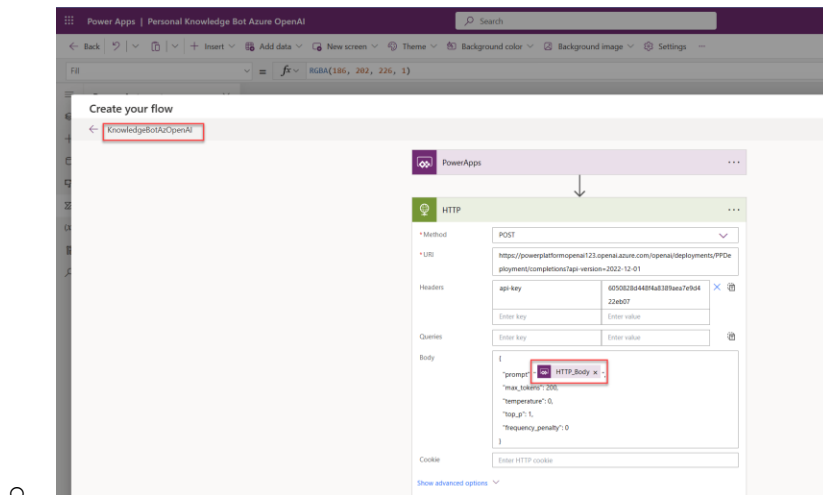 Power Apps | Personal Knowledge Bot Azure OpenAI
Search
Back
Insert
Add data
New screen
Theme
Background color
Background image
Settings
Fill
= fx RGBA(186, 202, 226, 1)
Create your flow
KnowledgeBotAzOpenAI
PowerApps
HTTP
* Method
POST
* URI
https://powerplatformopenai123.openai.azure.com/openai/deployments/PPDe
ployment/completions?api-version=2022-12-01
Headers
api-key
6050828d448f4a8389aea7e9d4
22eb07
Enter key
Enter value
Queries
Enter key
Enter value
Body
{
"prompt": " HTTP_Body x ",
"max_tokens": 200,
"temperature": 0,
"top_p": 1,
"frequency_penalty": 0
}
Cookie
Enter HTTP cookie
Show advanced options